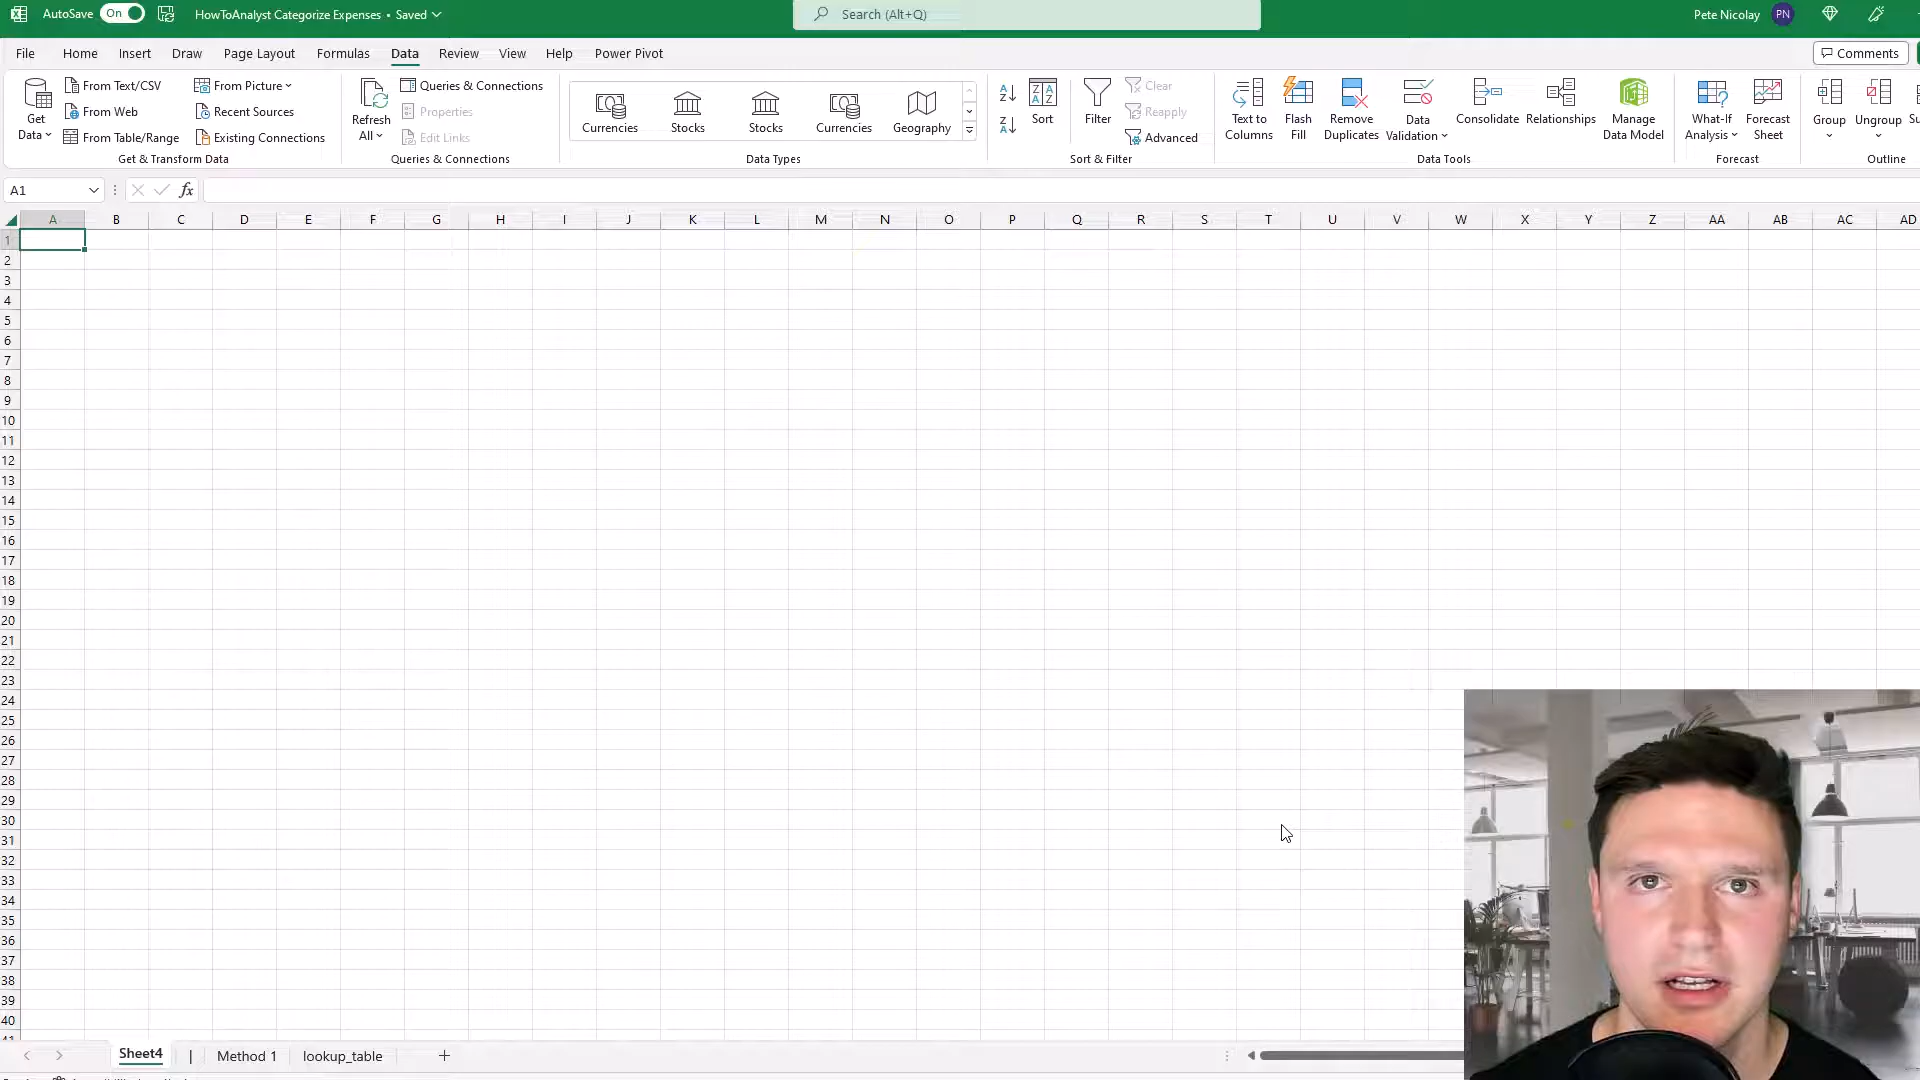 AutoSave On HowToAnalyst Categorize Expenses • Saved Search (Alt+Q) Pete Nicolay PN
File Home Insert Draw Page Layout Formulas Data Review View Help Power Pivot Comments
Get Data
From Text/CSV
From Web
From Table/Range
From Picture
Recent Sources
Existing Connections
Get & Transform Data
Refresh All
Queries & Connections
Properties
Edit Links
Queries & Connections
Currencies Stocks Stocks Currencies Geography
Data Types
Sort
Filter
Clear
Reapply
Advanced
Sort & Filter
Text to Columns
Flash Fill
Remove Duplicates
Data Validation
Consolidate
Relationships
Manage Data Model
Data Tools
What-If Analysis
Forecast Sheet
Forecast
Group
Ungroup
Outline
A1 fx
A B C D E F G H I J K L M N O P Q R S T U V W X Y Z AA AB AC AD
1
2
3
4
5
6
7
8
9
10
11
12
13
14
15
16
17
18
19
20
21
22
23
24
25
26
27
28
29
30
31
32
33
34
35
36
37
38
39
40
Sheet4 | Method 1 lookup_table +